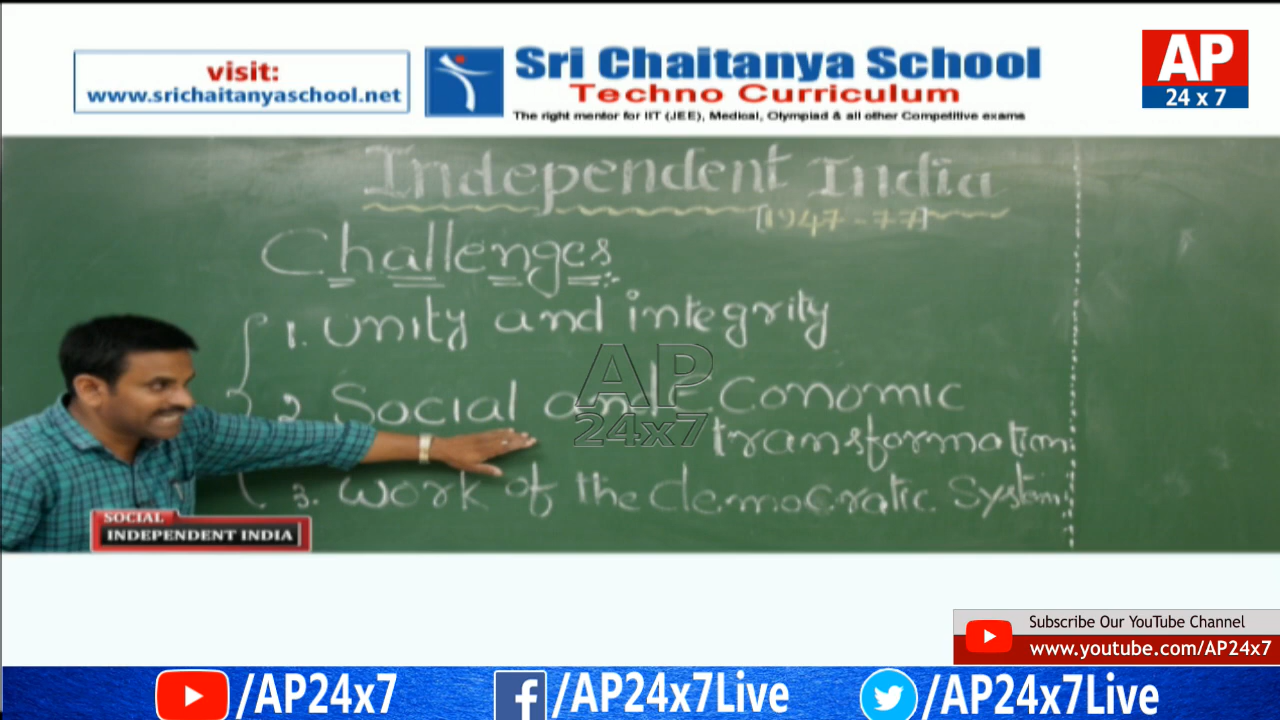 visit:
www.srichaitanyaschool.net
Sri Chaitanya School
Techno Curriculum
The right mentor for IIT (JEE), Medical, Olympiad & all other Competitive exams
AP
24 x 7
Independent India
[1947-77]
Challenges:
1. Unity and integrity
2. Social and EConomic
transformation
3. Work of the democratic System
AP
24x7
SOCIAL
INDEPENDENT INDIA
Subscribe Our YouTube Channel
www.youtube.com/AP24x7
/AP24x7
/AP24x7Live
/AP24x7Live